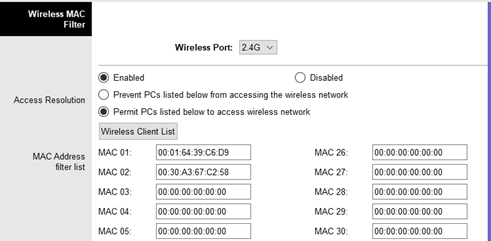 Wireless MAC
Filter
Wireless Port: 2.4G
Enabled Disabled
Prevent PCs listed below from accessing the wireless network
Access Resolution
Permit PCs listed below to access wireless network
Wireless Client List
MAC Address
filter list
MAC 01: 00:01:64:39:C6:D9 MAC 26: 00:00:00:00:00:00
MAC 02: 00:30:A3:67:C2:58 MAC 27: 00:00:00:00:00:00
MAC 03: 00:00:00:00:00:00 MAC 28: 00:00:00:00:00:00
MAC 04: 00:00:00:00:00:00 MAC 29: 00:00:00:00:00:00
MAC 05: 00:00:00:00:00:00 MAC 30: 00:00:00:00:00:00